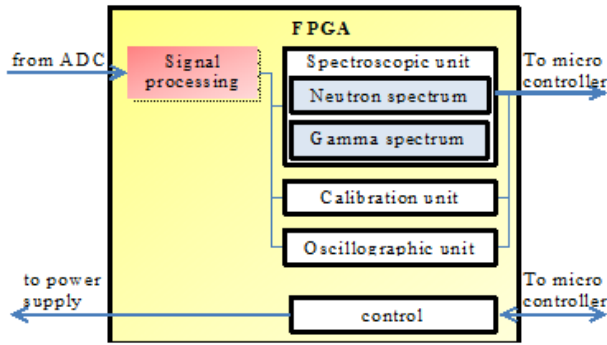 FPGA
from ADC
Signal
processing
Spectroscopic unit
Neutron spectrum
Gamma spectrum
To micro
controller
Calibration unit
Oscillographic unit
to power
supply
control
To micro
controller